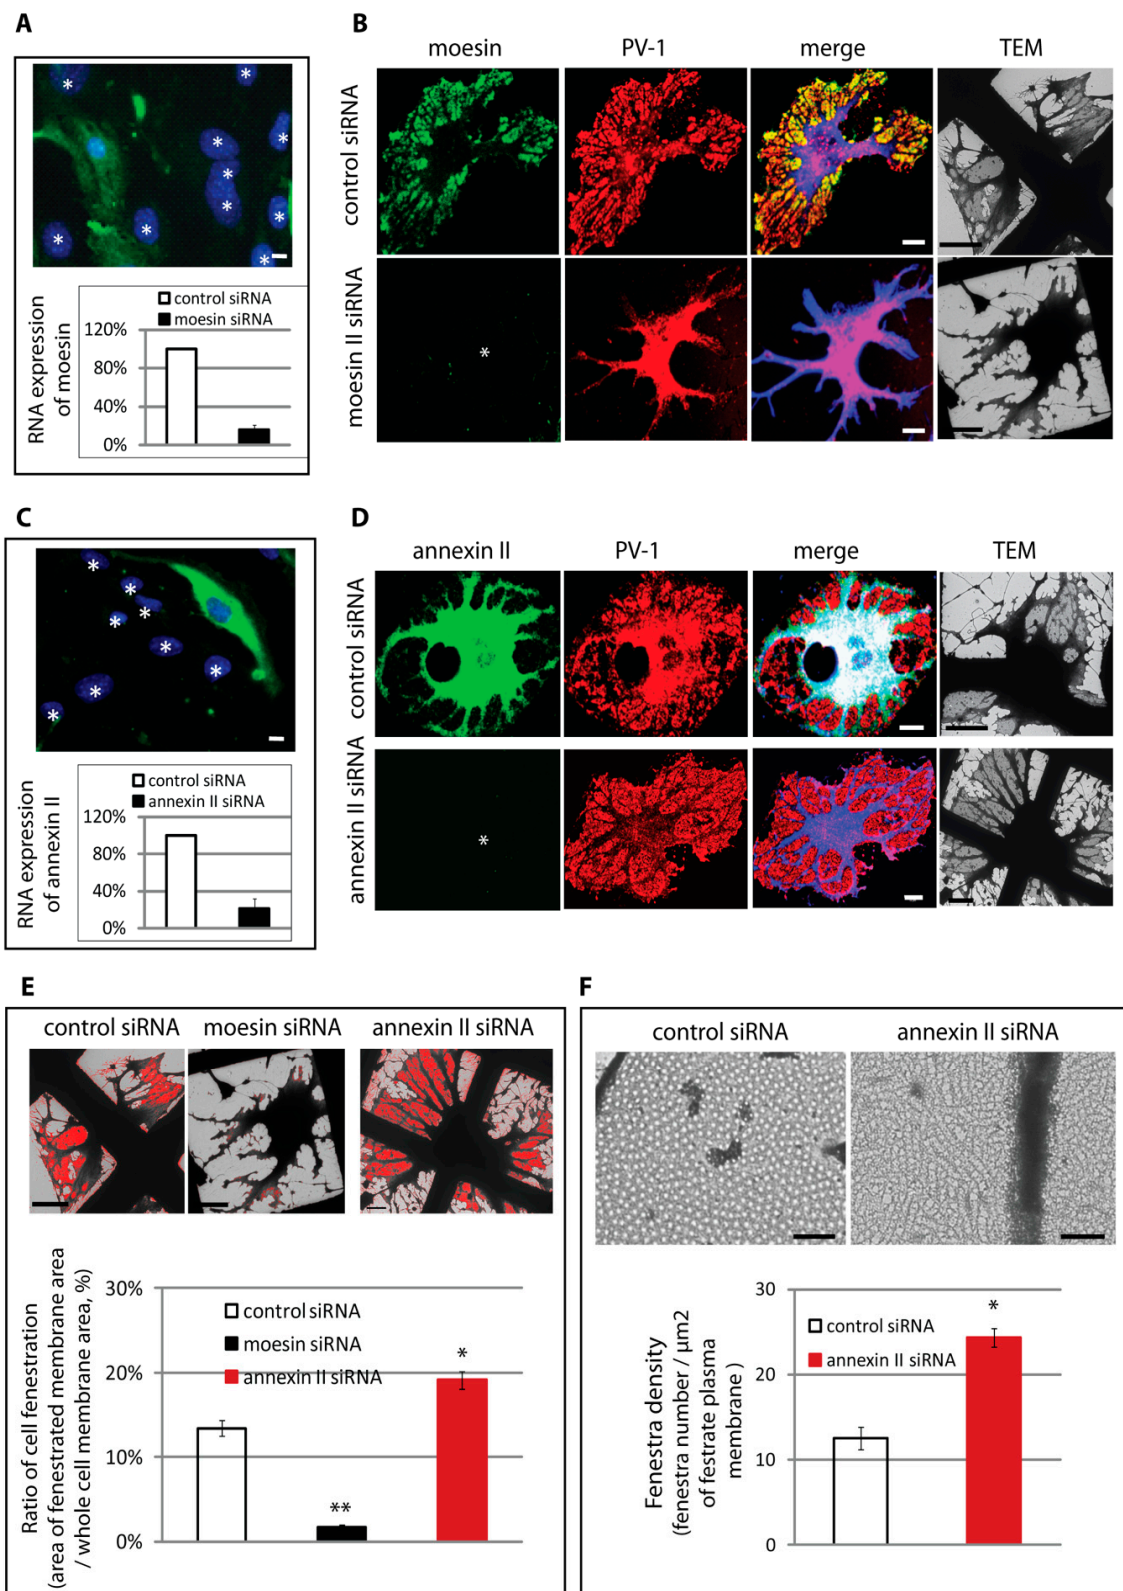 A
*
*
*
*
*
*
*
*
*
*
control siRNA
moesin siRNA
RNA expression
of moesin
120%
80%
40%
0%
B
moesin
PV-1
merge
TEM
control siRNA
moesin II siRNA
*
C
*
*
*
*
*
*
*
*
control siRNA
annexin II siRNA
RNA expression
of annexin II
120%
80%
40%
0%
D
annexin II
PV-1
merge
TEM
control siRNA
annexin II siRNA
*
E
control siRNA
moesin siRNA
annexin II siRNA
Ratio of cell fenestration
(area of fenestrated membrane area
/ whole cell membrane area, %)
30%
20%
10%
0%
control siRNA
moesin siRNA
annexin II siRNA
**
*
F
control siRNA
annexin II siRNA
Fenestra density
(fenestra number / µm2
of festrate plasma
membrane )
30
20
10
0
control siRNA
annexin II siRNA
*